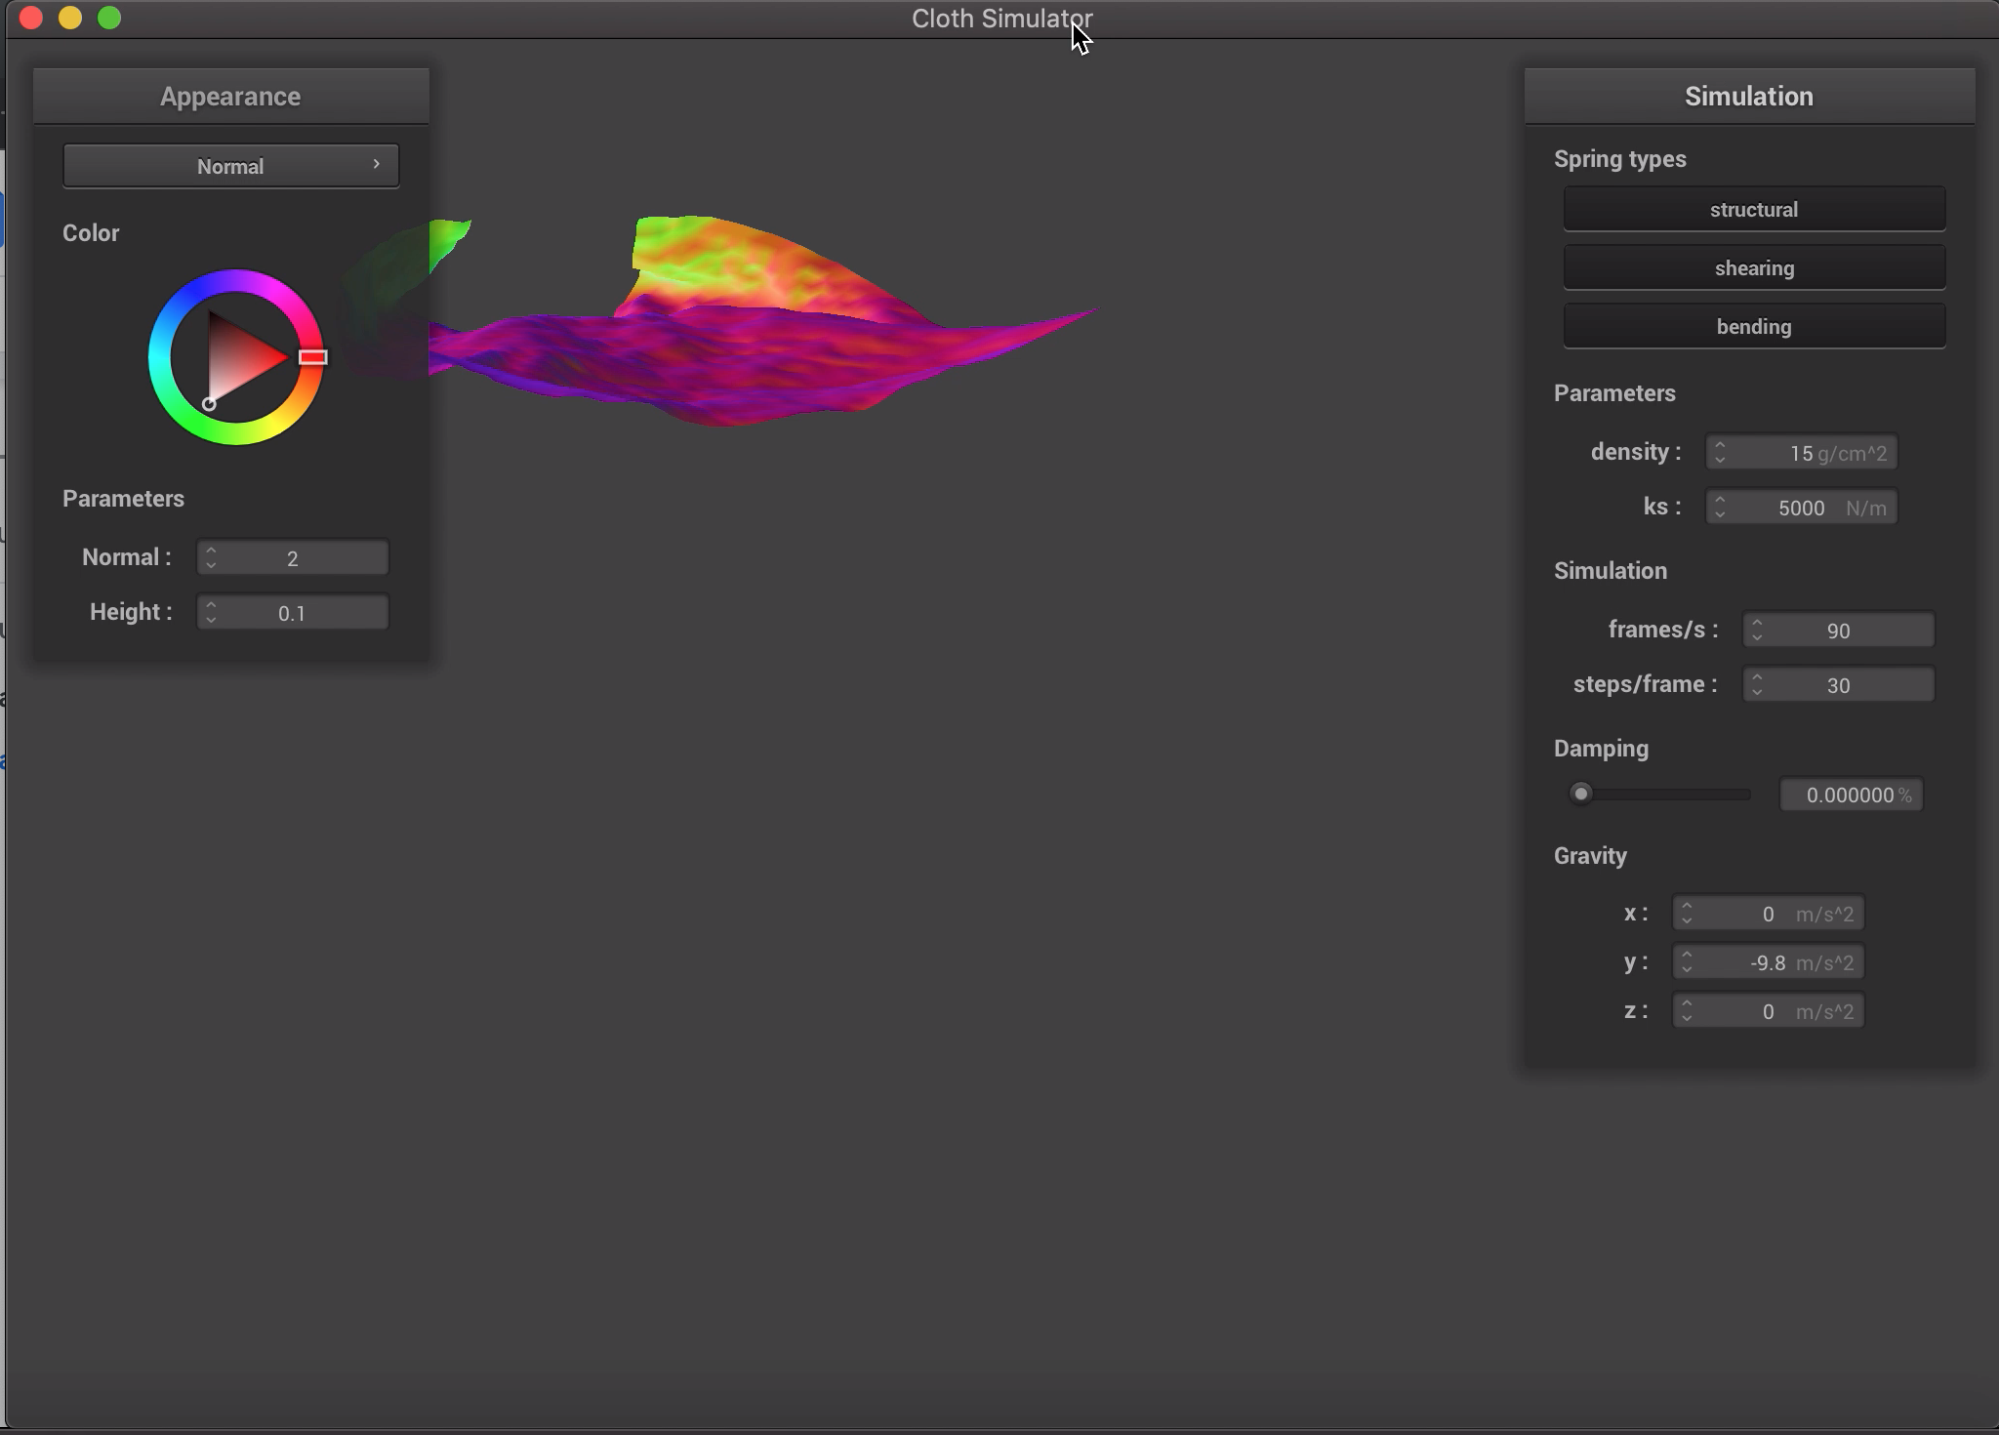 Cloth Simulator
Appearance
Normal
Color
Parameters
Normal : 2
Height : 0.1
Simulation
Spring types
structural
shearing
bending
Parameters
density : 15 g/cm^2
ks : 5000 N/m
Simulation
frames/s : 90
steps/frame : 30
Damping
0.000000 %
Gravity
x : 0 m/s^2
y : -9.8 m/s^2
z : 0 m/s^2